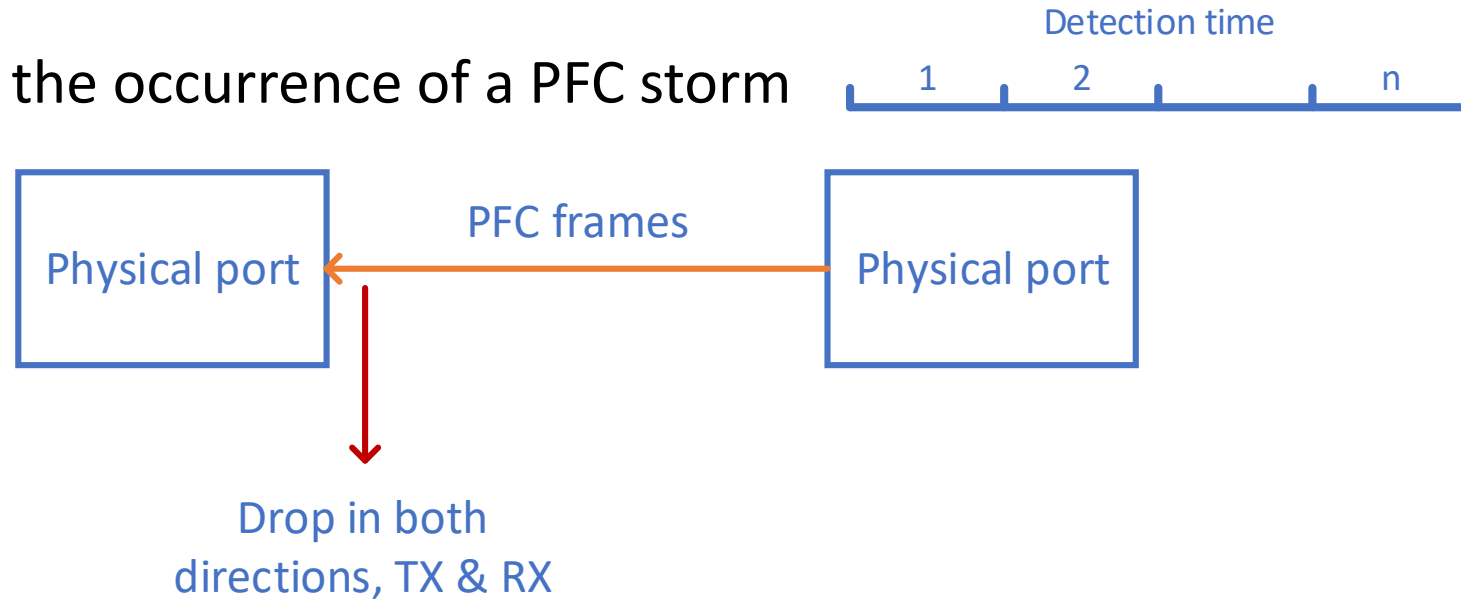 Detection time
the occurrence of a PFC storm
1 2 n
PFC frames
Physical port
Physical port
Drop in both
directions, TX & RX